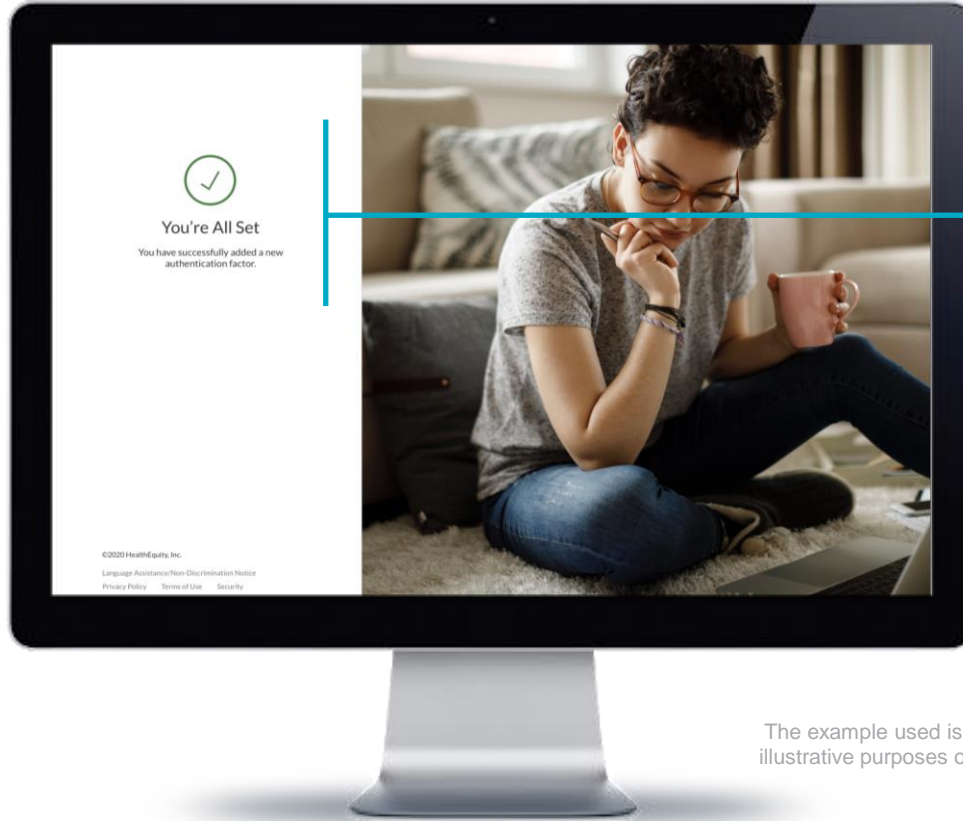 You're All Set
You have successfully added a new
authentication factor.
©2020 HealthEquity, Inc.
Language Assistance/Non-Discrimination Notice
Privacy Policy Terms of Use Security
The example used is
illustrative purposes